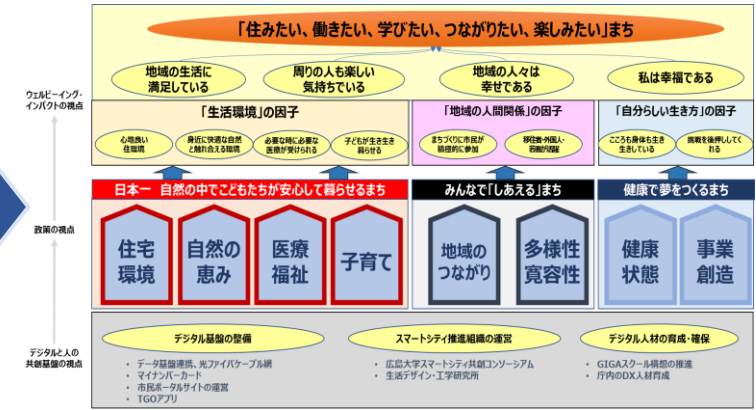 「住みたい、働きたい、学びたい、つながりたい、楽しみたい」まち
地域の生活に
満足している
周りの人も楽しい
気持ちでいる
地域の人々は
幸せである
私は幸福である
ウェルビーイング・
インパクトの視点
「生活環境」の因子
「地域の人間関係」の因子
「自分らしい生き方」の因子
心地良い
住環境
身近に快適な自然
と触れ合える環境
必要な時に必要な
医療が受けられる
子どもが生き生き
暮らせる
まちづくりに市民が
積極的に参加
移住者・外国人・
若者が活躍
こころも身体も生き
生きしている
挑戦を後押ししてく
れる
日本一 自然の中でこどもたちが安心して暮らせるまち
みんなで「しあえる」まち
健康で夢をつくるまち
政策の視点
住宅
環境
自然の
恵み
医療
福祉
子育て
地域の
つながり
多様性
寛容性
健康
状態
事業
創造
デジタルと人の
共創基盤の視点
デジタル基盤の整備
スマートシティ推進組織の運営
デジタル人材の育成・確保
・ データ基盤連携、光ファイバケーブル網
・ マイナンバーカード
・ 市民ポータルサイトの運営
・ TGOアプリ
・ 広島大学スマートシティ共創コンソーシアム
・ 生活デザイン・工学研究所
・ GIGAスクール構想の推進
・ 庁内のDX人材育成